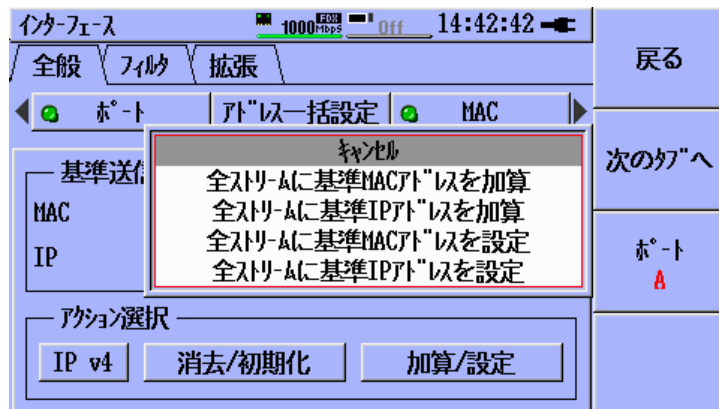 インターフェース
1000 FDX Mbps
Off
14:42:42
戻る
全般
フィルタ
拡張
ポート
アドレス一括設定
MAC
次のタブへ
基準送信
MAC
IP
キャンセル
全ストリームに基準MACアドレスを加算
全ストリームに基準IPアドレスを加算
全ストリームに基準MACアドレスを設定
全ストリームに基準IPアドレスを設定
ポート
A
アクション選択
IP v4
消去/初期化
加算/設定